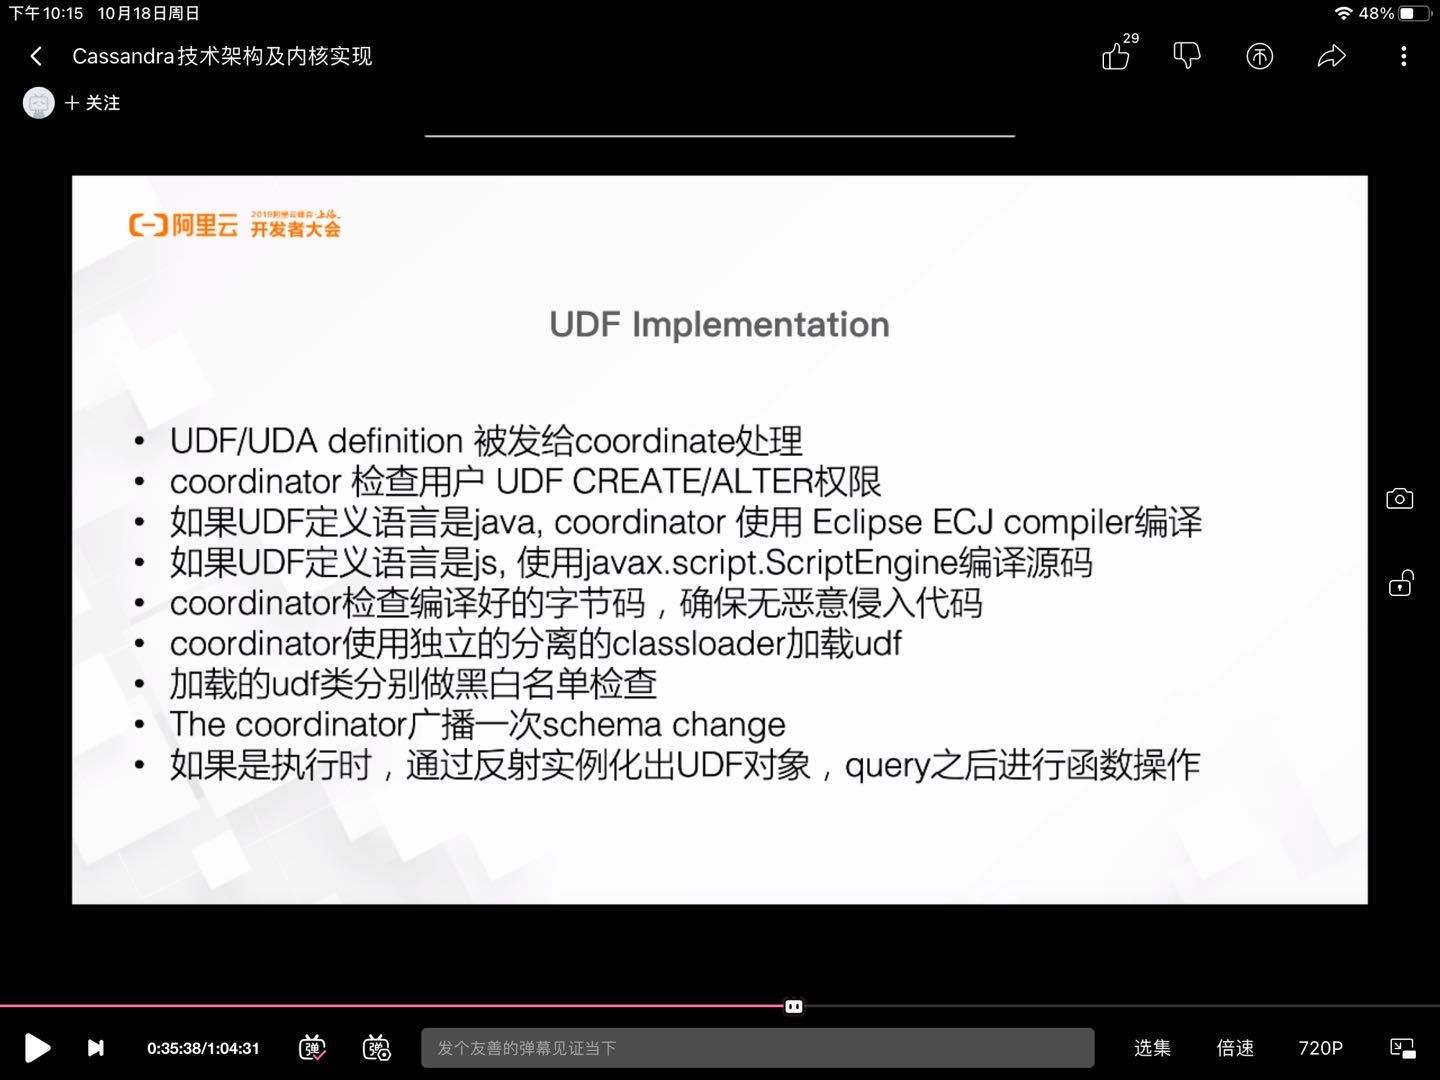 下午10:15 10月18日周日
48%
Cassandra技术架构及内核实现
29
+ 关注
阿里云
2019阿里云峰会·上海
开发者大会
UDF Implementation
• UDF/UDA definition 被发给coordinate处理
• coordinator 检查用户 UDF CREATE/ALTER权限
• 如果UDF定义语言是java, coordinator 使用 Eclipse ECJ compiler编译
• 如果UDF定义语言是js, 使用javax.script.ScriptEngine编译源码
• coordinator检查编译好的字节码，确保无恶意侵入代码
• coordinator使用独立的分离的classloader加载udf
• 加载的udf类分别做黑白名单检查
• The coordinator广播一次schema change
• 如果是执行时，通过反射实例化出UDF对象，query之后进行函数操作
0:35:38/1:04:31
弹
弹
发个友善的弹幕见证当下
选集
倍速
720P